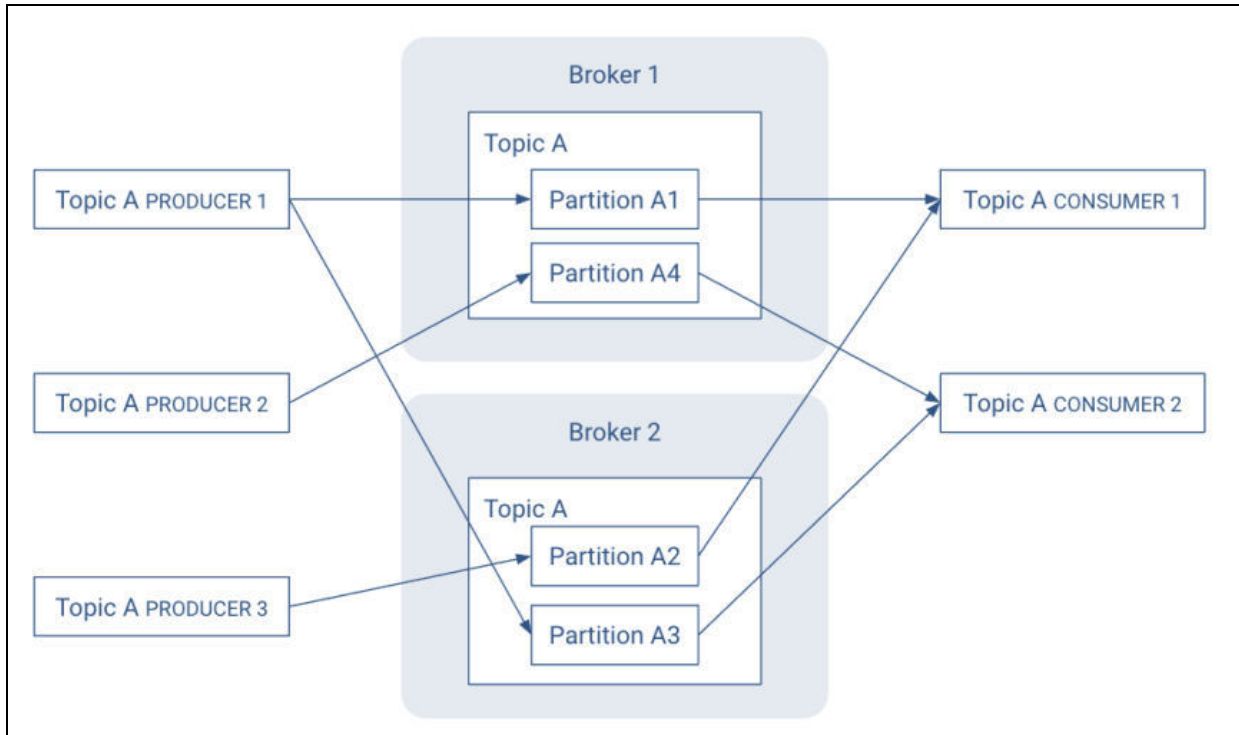 Broker 1
Topic A
Topic A PRODUCER 1
Partition A1
Topic A CONSUMER 1
Partition A4
Topic A PRODUCER 2
Topic A CONSUMER 2
Broker 2
Topic A
Partition A2
Topic A PRODUCER 3
Partition A3